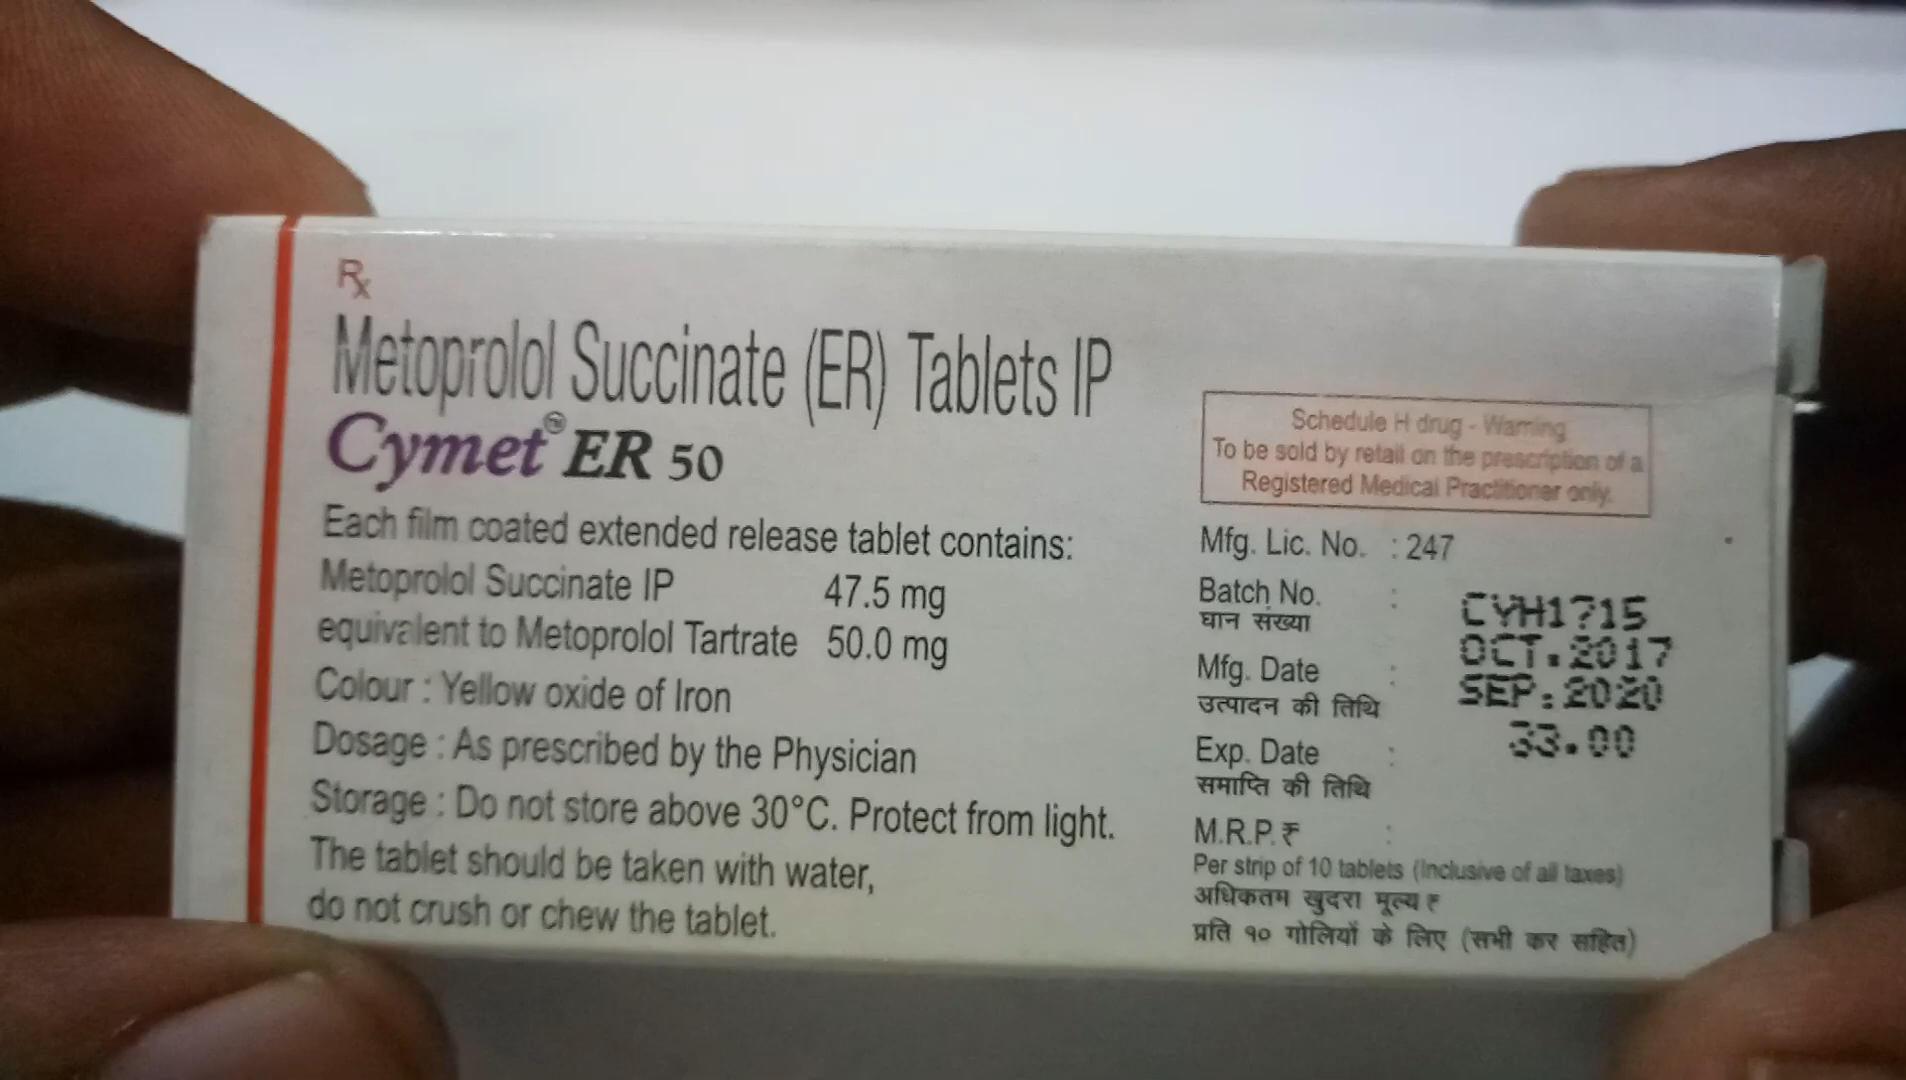 Rx
Metoprolol Succinate (ER) Tablets IP
Cymet® ER 50
Each film coated extended release tablet contains:
Metoprolol Succinate IP 47.5 mg
equivalent to Metoprolol Tartrate 50.0 mg
Colour : Yellow oxide of Iron
Dosage : As prescribed by the Physician
Storage : Do not store above 30°C. Protect from light.
The tablet should be taken with water,
do not crush or chew the tablet.
Schedule H drug - Warning
To be sold by retail on the prescription of a
Registered Medical Practitioner only.
Mfg. Lic. No. : 247
Batch No. : CYH1715
घान संख्या
Mfg. Date : OCT.2017
उत्पादन की तिथि
Exp. Date : SEP.2020
समाप्ति की तिथि
M.R.P. ₹ : 33.00
Per strip of 10 tablets (Inclusive of all taxes)
अधिकतम खुदरा मूल्य ₹
प्रति १० गोलियों के लिए (सभी कर सहित)